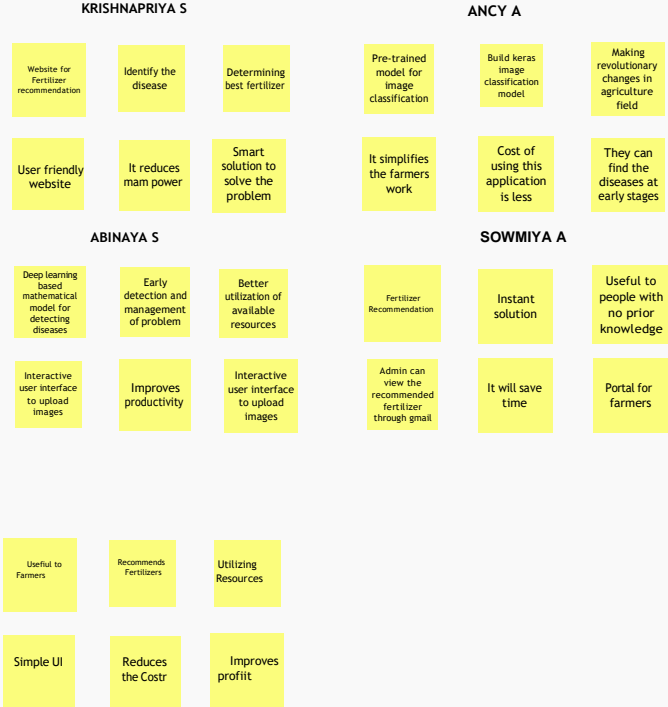 KRISHNAPRIYA S
Website for
Fertilizer
recommendation
Identify the
disease
Determining
best fertilizer
User friendly
website
It reduces
mam power
Smart
solution to
solve the
problem
ANCY A
Pre-trained
model for
image
classification
Build keras
image
classification
model
Making
revolutionary
changes in
agriculture
field
It simplifies
the farmers
work
Cost of
using this
application
is less
They can
find the
diseases at
early stages
ABINAYA S
Deep learning
based
mathematical
model for
detecting
diseases
Early
detection and
management
of problem
Better
utilization of
available
resources
Interactive
user interface
to upload
images
Improves
productivity
Interactive
user interface
to upload
images
SOWMIYA A
Fertilizer
Recommendation
Instant
solution
Useful to
people with
no prior
knowledge
Admin can
view the
recommended
fertilizer
through gmail
It will save
time
Portal for
farmers
Usefiul to
Farmers
Recommends
Fertilizers
Utilizing
Resources
Simple UI
Reduces
the Costr
Improves
profiit